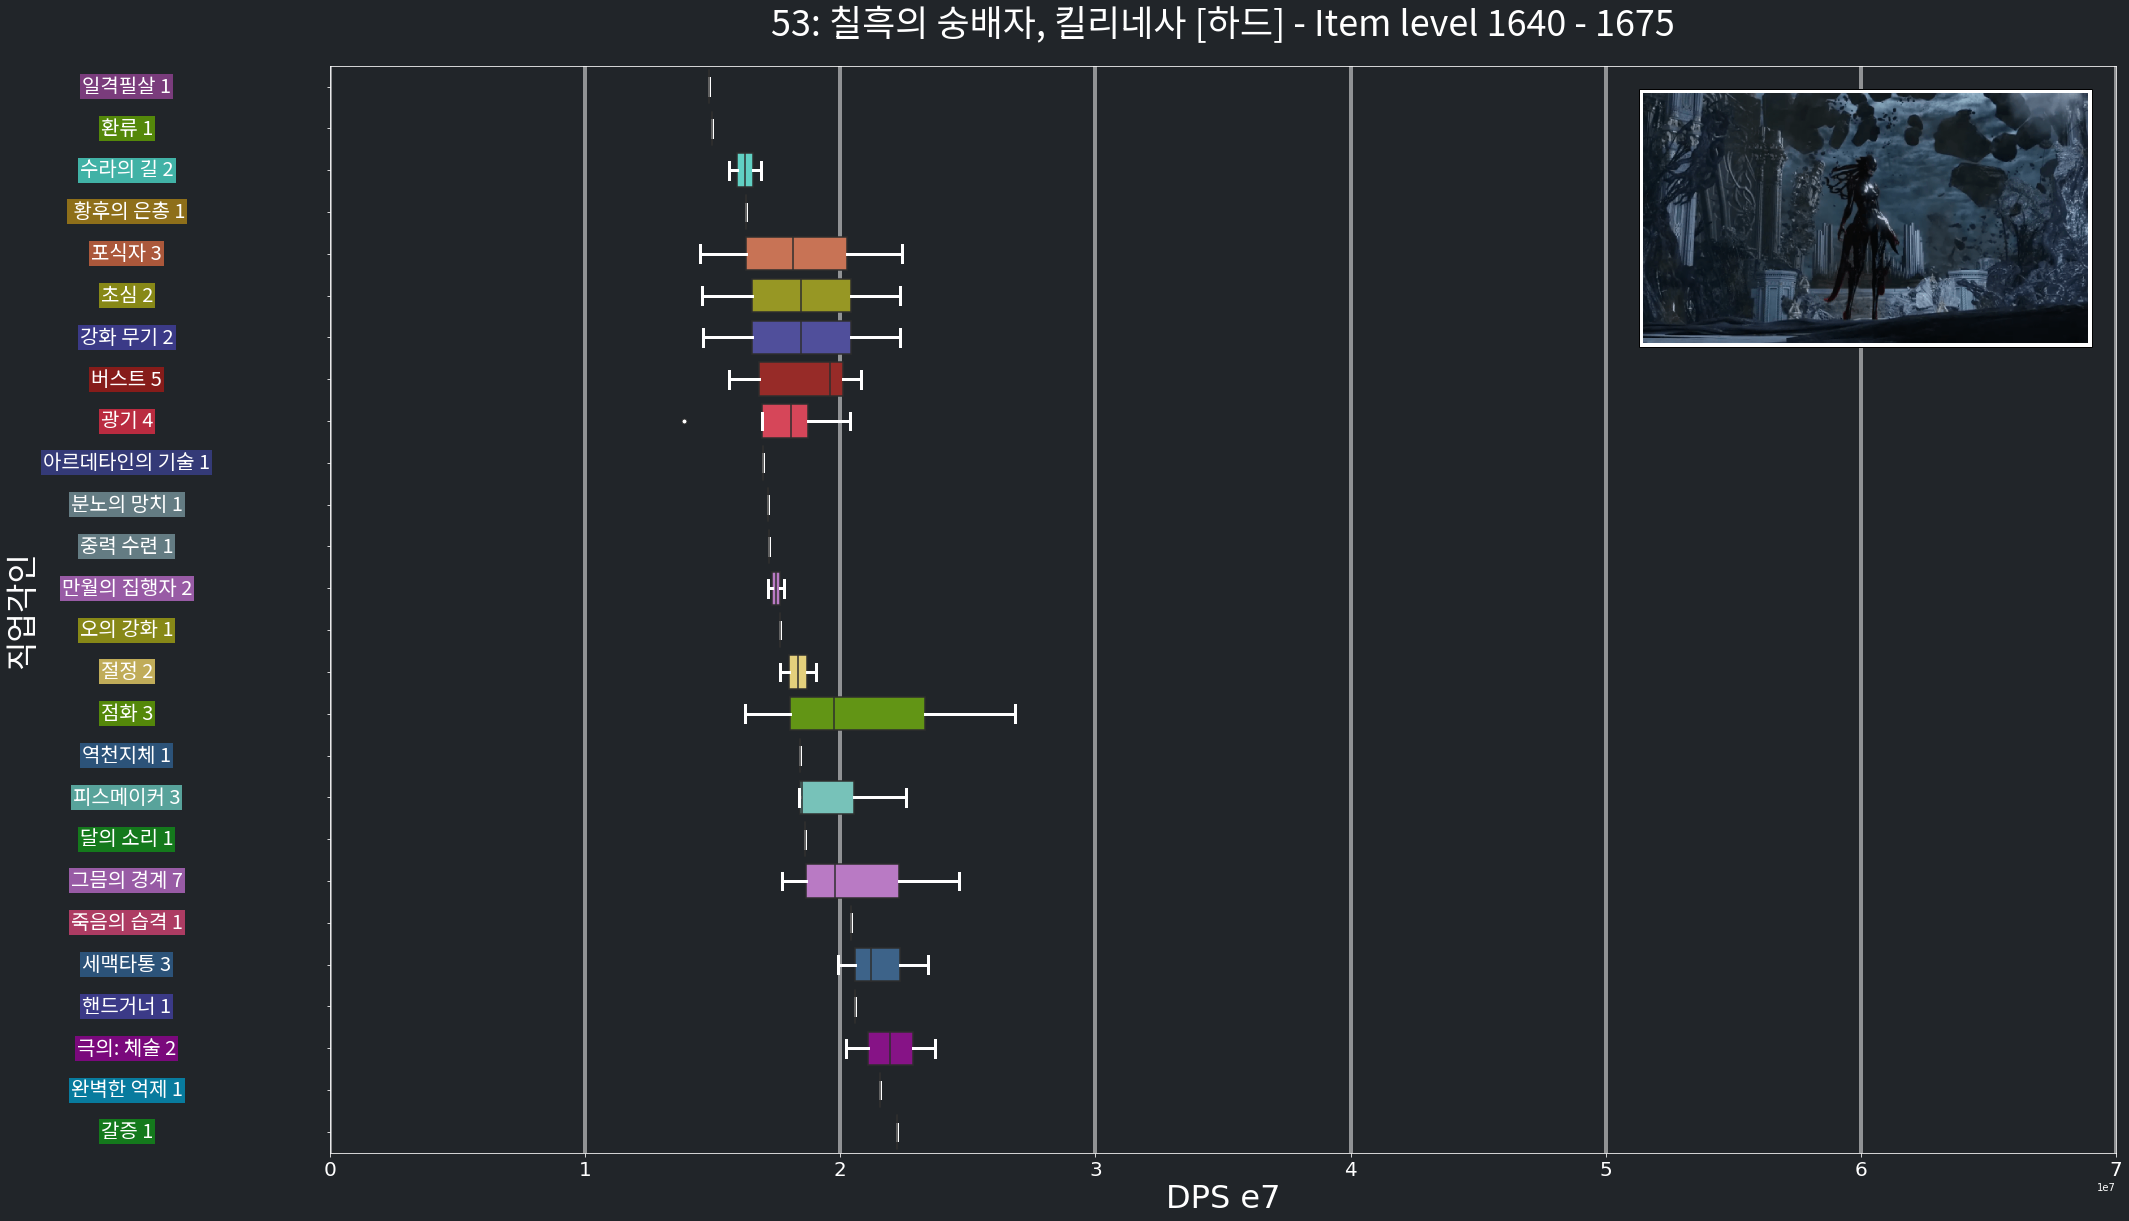 53: 칠흑의 숭배자, 킬리네사 [하드] - Item level 1640 - 1675
일격필살 1
환류 1
수라의 길 2
황후의 은총 1
포식자 3
초심 2
강화 무기 2
버스트 5
광기 4
아르데타인의 기술 1
분노의 망치 1
중력 수련 1
만월의 집행자 2
오의 강화 1
절정 2
점화 3
역천지체 1
피스메이커 3
달의 소리 1
그믐의 경계 7
죽음의 습격 1
세맥타통 3
핸드거너 1
극의: 체술 2
완벽한 억제 1
갈증 1
직업각인
0 1 2 3 4 5 6 7
1e7
DPS e7